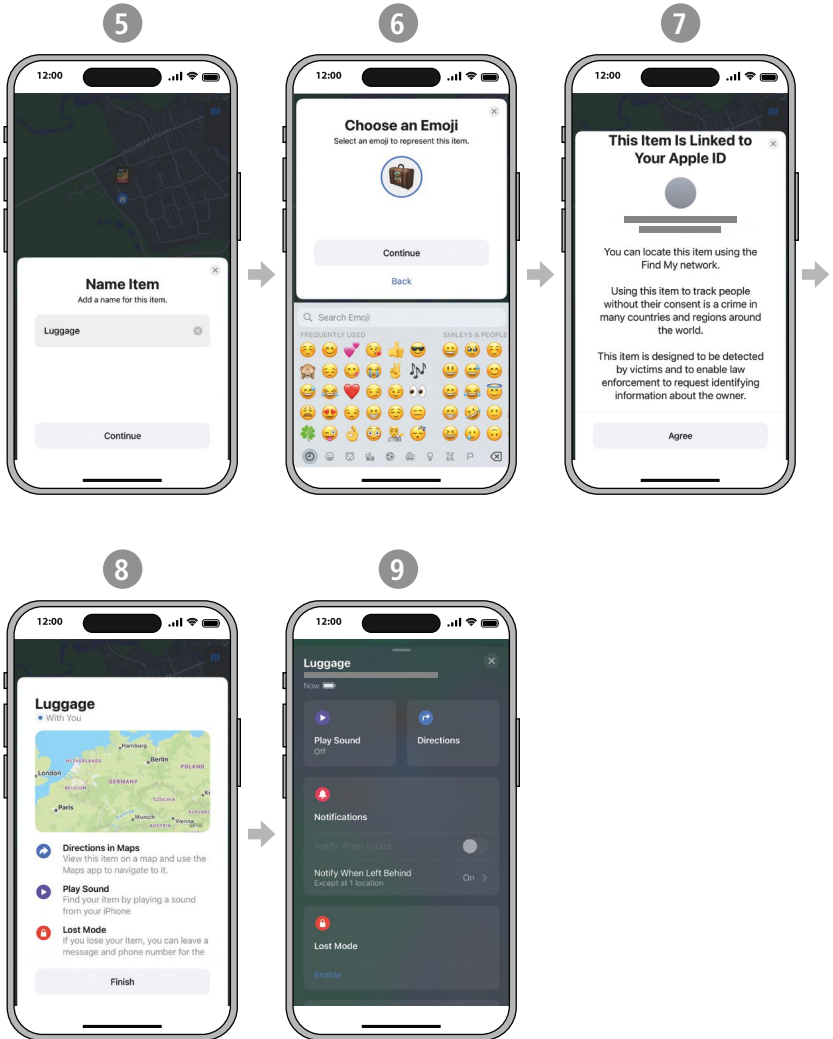 5
6
7
12:00
Name Item
Add a name for this item.
Luggage
Continue
12:00
Choose an Emoji
Select an emoji to represent this item.
Continue
Back
Search Emoji
FREQUENTLY USED
SMILEYS & PEOPLE
12:00
This Item Is Linked to
Your Apple ID
You can locate this item using the
Find My network.
Using this item to track people
without their consent is a crime in
many countries and regions around
the world.
This item is designed to be detected
by victims and to enable law
enforcement to request identifying
information about the owner.
Agree
8
9
12:00
Luggage
With You
Hamburg
NETHERLANDS
Berlin
POLAND
London
BELGIUM
GERMANY
CZECHIA
Paris
Munich
Vienna
AUSTRIA
Directions in Maps
View this item on a map and use the
Maps app to navigate to it.
Play Sound
Find your item by playing a sound
from your iPhone
Lost Mode
If you lose your item, you can leave a
message and phone number for the
Finish
12:00
Luggage
Now
Play Sound
Off
Directions
Notifications
Notify When Found
Notify When Left Behind
Except at 1 location
On
Lost Mode
Enable